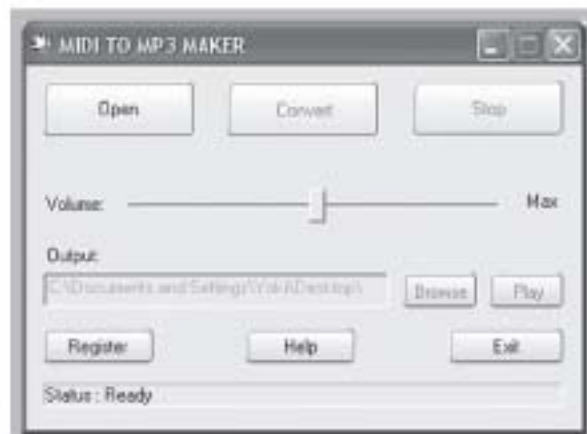 MIDI TO MP3 MAKER
Open Convert Stop
Volume: Max
Output:
C:\Documents and Settings\Yoki\Desktop\
Browse Play
Register Help Exit
Status : Ready